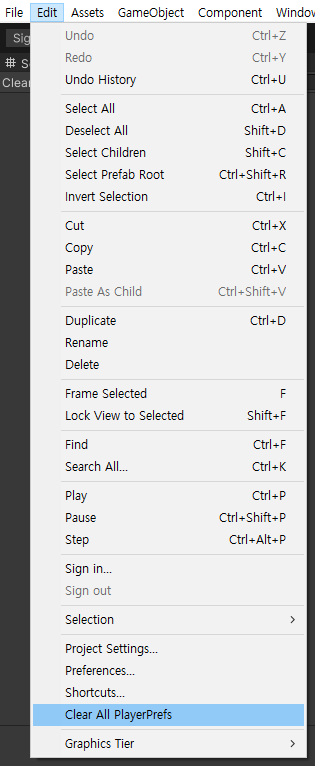 File Edit Assets GameObject Component Window
Sig
# S
Clear
Undo Ctrl+Z
Redo Ctrl+Y
Undo History Ctrl+U
Select All Ctrl+A
Deselect All Shift+D
Select Children Shift+C
Select Prefab Root Ctrl+Shift+R
Invert Selection Ctrl+I
Cut Ctrl+X
Copy Ctrl+C
Paste Ctrl+V
Paste As Child Ctrl+Shift+V
Duplicate Ctrl+D
Rename
Delete
Frame Selected F
Lock View to Selected Shift+F
Find Ctrl+F
Search All... Ctrl+K
Play Ctrl+P
Pause Ctrl+Shift+P
Step Ctrl+Alt+P
Sign in...
Sign out
Selection >
Project Settings...
Preferences...
Shortcuts...
Clear All PlayerPrefs
Graphics Tier >